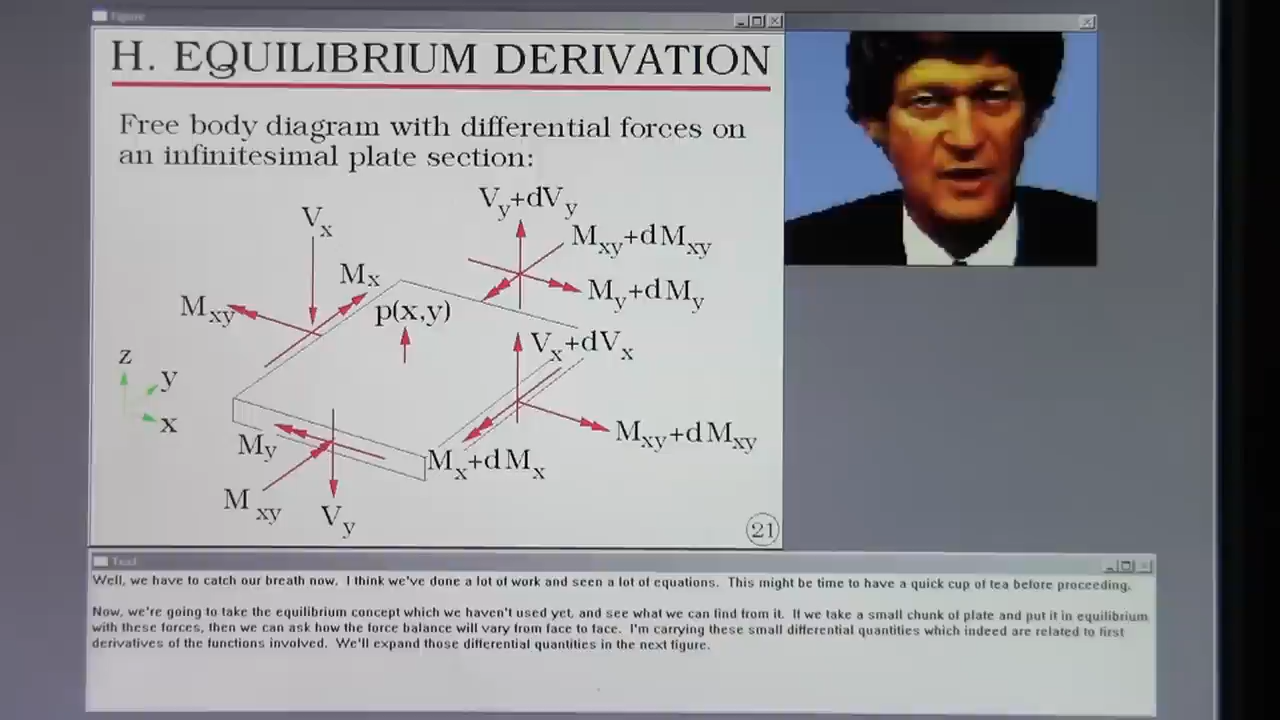 Figure
H. EQUILIBRIUM DERIVATION
Free body diagram with differential forces on
an infinitesimal plate section:
Vy+dVy
Vx
Mxy+dMxy
Mx
My+dMy
Mxy
p(x,y)
Vx+dVx
z
y
x
Mxy+dMxy
My
Mx+dMx
Mxy
Vy
21
Text
Well, we have to catch our breath now. I think we've done a lot of work and seen a lot of equations. This might be time to have a quick cup of tea before proceeding.
Now, we're going to take the equilibrium concept which we haven't used yet, and see what we can find from it. If we take a small chunk of plate and put it in equilibrium
with these forces, then we can ask how the force balance will vary from face to face. I'm carrying these small differential quantities which indeed are related to first
derivatives of the functions involved. We'll expand those differential quantities in the next figure.